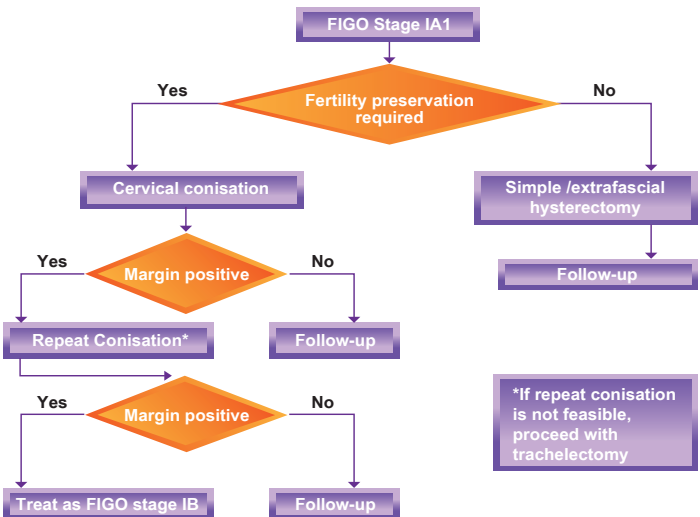 FIGO Stage IA1
Yes
No
Fertility preservation
required
Cervical conisation
Simple /extrafascial
hysterectomy
Yes
Margin positive
No
Follow-up
Repeat Conisation*
Follow-up
Yes
Margin positive
No
*If repeat conisation
is not feasible,
proceed with
trachelectomy
Treat as FIGO stage IB
Follow-up